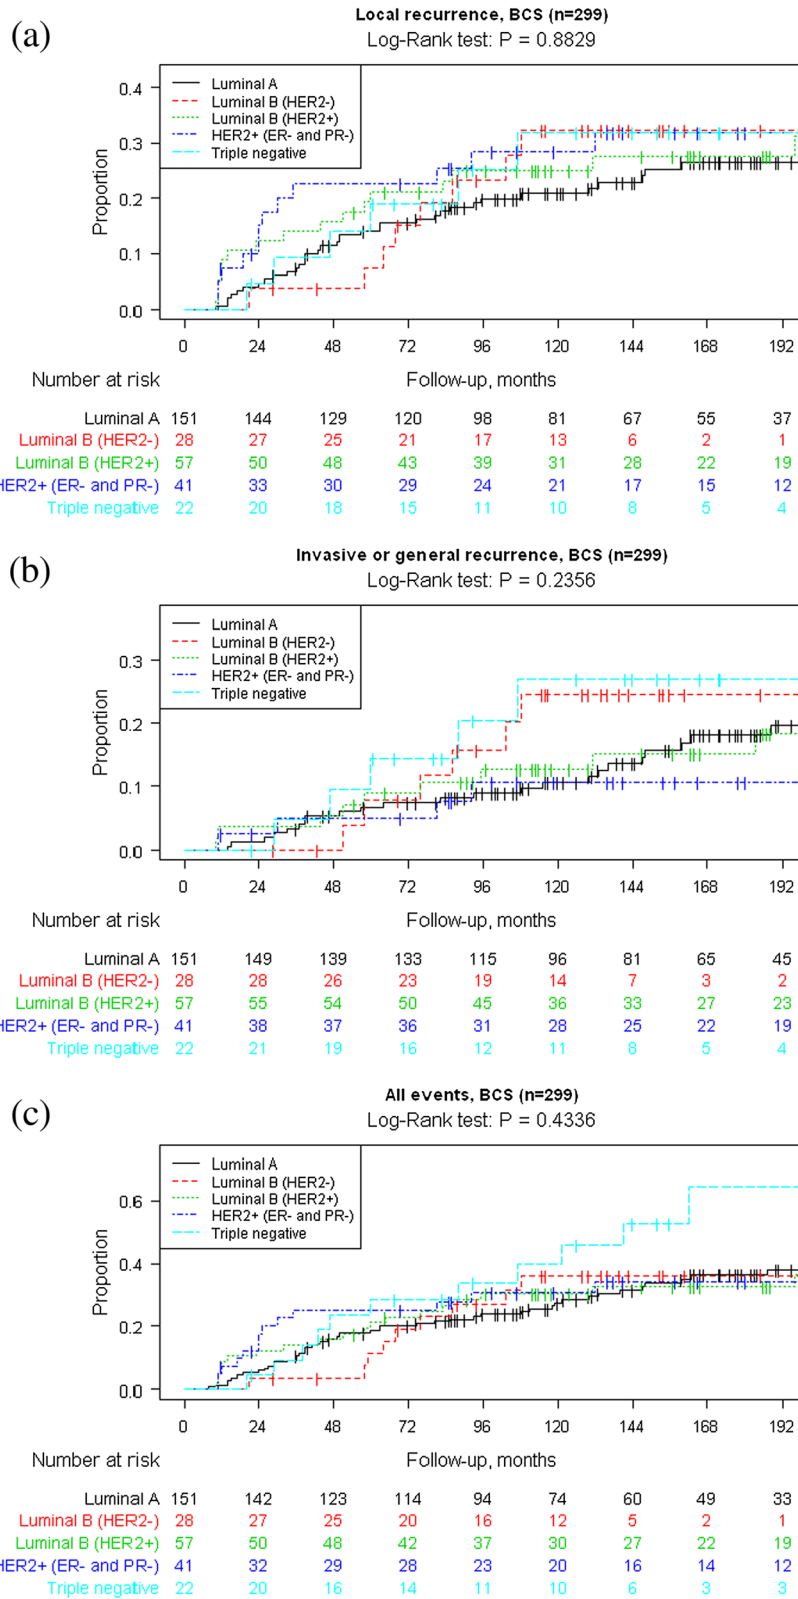 (a)
Local recurrence, BCS (n=299)
Log-Rank test: P = 0.8829
Luminal A
Luminal B (HER2-)
Luminal B (HER2+)
HER2+ (ER- and PR-)
Triple negative
Proportion
0.4
0.3
0.2
0.1
0.0
0 24 48 72 96 120 144 168 192
Number at risk Follow-up, months
Luminal A 151 144 129 120 98 81 67 55 37
Luminal B (HER2-) 28 27 25 21 17 13 6 2 1
Luminal B (HER2+) 57 50 48 43 39 31 28 22 19
HER2+ (ER- and PR-) 41 33 30 29 24 21 17 15 12
Triple negative 22 20 18 15 11 10 8 5 4
(b)
Invasive or general recurrence, BCS (n=299)
Log-Rank test: P = 0.2356
Luminal A
Luminal B (HER2-)
Luminal B (HER2+)
HER2+ (ER- and PR-)
Triple negative
Proportion
0.3
0.2
0.1
0.0
0 24 48 72 96 120 144 168 192
Number at risk Follow-up, months
Luminal A 151 149 139 133 115 96 81 65 45
Luminal B (HER2-) 28 28 26 23 19 14 7 3 2
Luminal B (HER2+) 57 55 54 50 45 36 33 27 23
HER2+ (ER- and PR-) 41 38 37 36 31 28 25 22 19
Triple negative 22 21 19 16 12 11 8 5 4
(c)
All events, BCS (n=299)
Log-Rank test: P = 0.4336
Luminal A
Luminal B (HER2-)
Luminal B (HER2+)
HER2+ (ER- and PR-)
Triple negative
Proportion
0.6
0.4
0.2
0.0
0 24 48 72 96 120 144 168 192
Number at risk Follow-up, months
Luminal A 151 142 123 114 94 74 60 49 33
Luminal B (HER2-) 28 27 25 20 16 12 5 2 1
Luminal B (HER2+) 57 50 48 42 37 30 27 22 19
HER2+ (ER- and PR-) 41 32 29 28 23 20 16 14 12
Triple negative 22 20 16 14 11 10 6 3 3